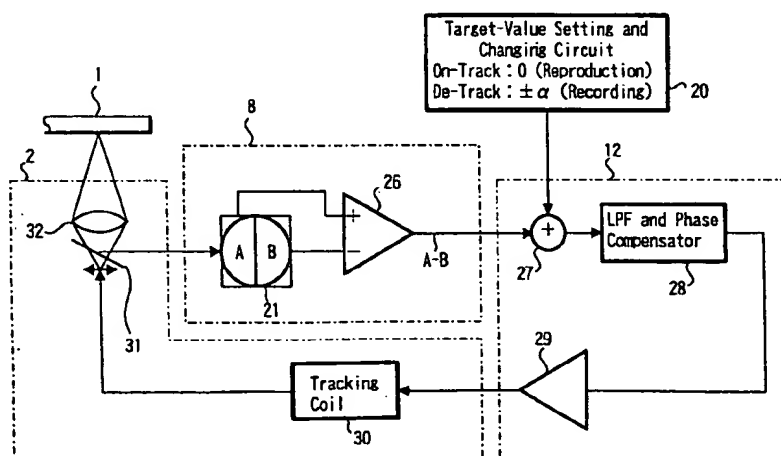 Target-Value Setting and
Changing Circuit
On-Track : 0 (Reproduction)
De-Track : ± α (Recording)
20
1
8
12
2
26
32
A
B
+
−
A-B
+
27
LPF and Phase
Compensator
28
21
31
29
Tracking
Coil
30